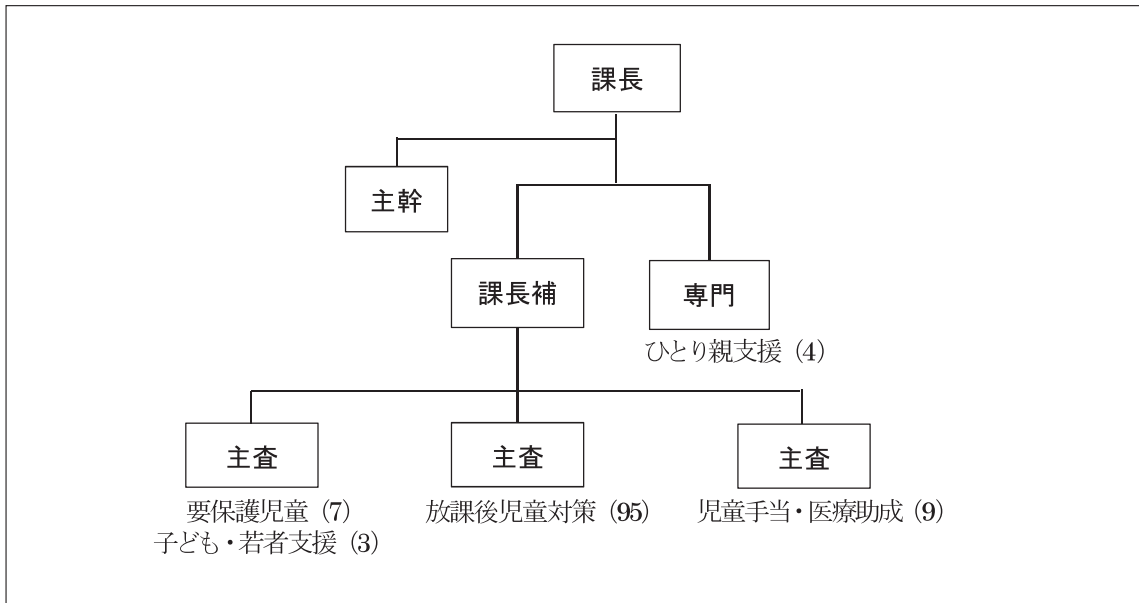 課長
主幹
課長補
専門
ひとり親支援 (4)
主査
主査
主査
要保護児童 (7)
子ども・若者支援 (3)
放課後児童対策 (95)
児童手当・医療助成 (9)